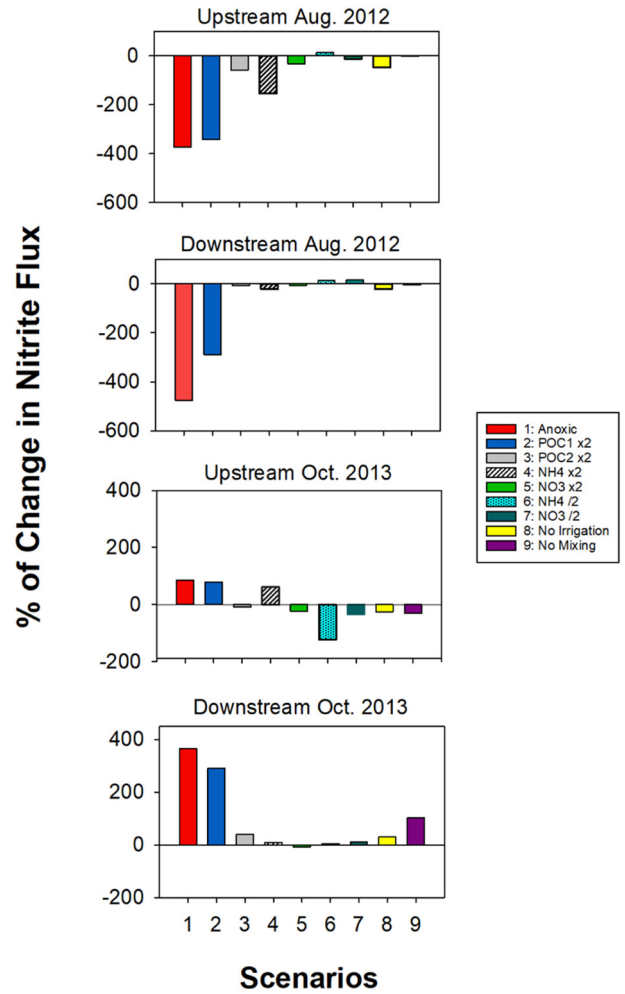 Upstream Aug. 2012
0
-200
-400
-600
Downstream Aug. 2012
0
-200
-400
-600
Upstream Oct. 2013
400
200
0
-200
Downstream Oct. 2013
400
200
0
-200
1 2 3 4 5 6 7 8 9
Scenarios
% of Change in Nitrite Flux
1: Anoxic
2: POC1 x2
3: POC2 x2
4: NH4 x2
5: NO3 x2
6: NH4 /2
7: NO3 /2
8: No Irrigation
9: No Mixing